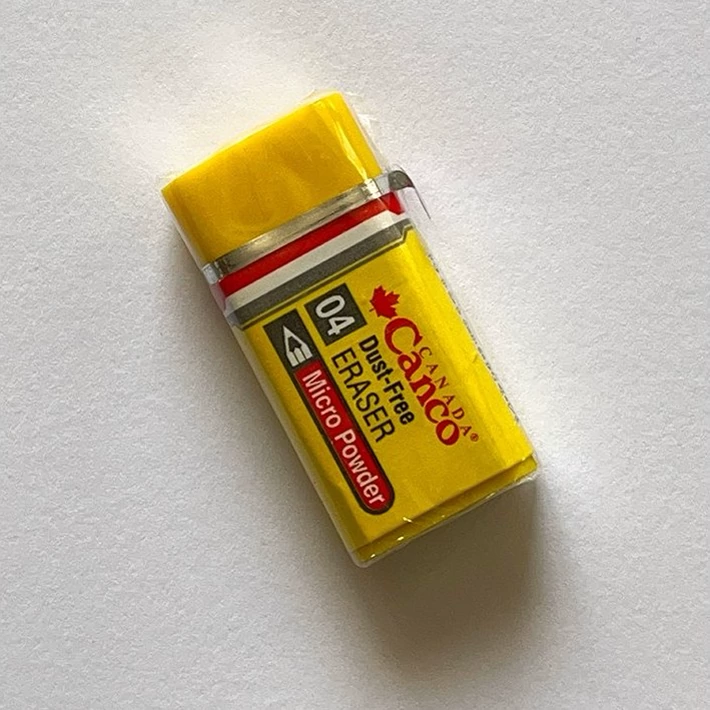 CANADA
Canco®
04 Dust-Free
ERASER
Micro Powder